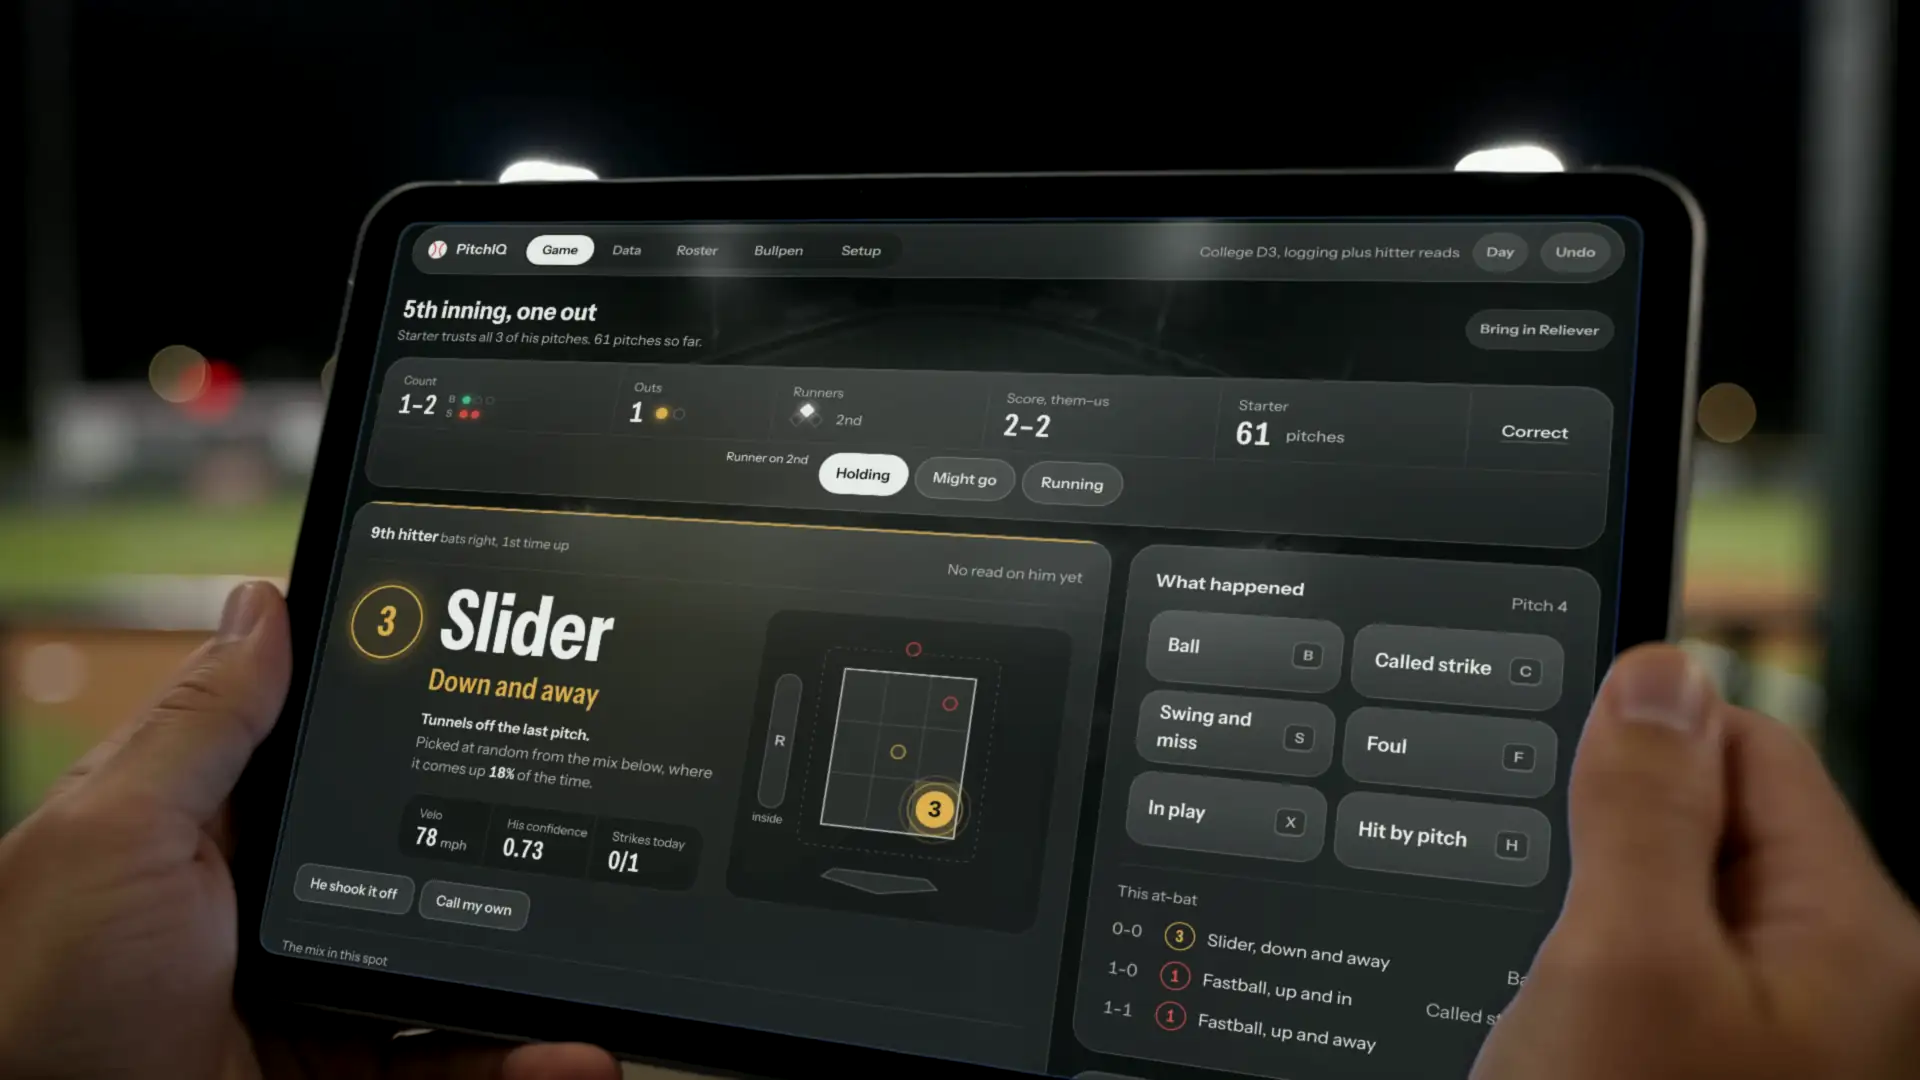 PitchIQ
Game
Data
Roster
Bullpen
Setup
College D3, logging plus hitter reads
Day
Undo
5th inning, one out
Starter trusts all 3 of his pitches. 61 pitches so far.
Bring in Reliever
Count
1-2
B
S
Outs
1
Runners
2nd
Score, them-us
2-2
Starter
61 pitches
Correct
Runner on 2nd
Holding
Might go
Running
9th hitter bats right, 1st time up
No read on him yet
3
Slider
Down and away
Tunnels off the last pitch.
Picked at random from the mix below, where
it comes up 18% of the time.
Velo
78 mph
His confidence
0.73
Strikes today
0/1
He shook it off
Call my own
The mix in this spot
R
inside
3
What happened
Pitch 4
Ball B
Called strike C
Swing and
miss S
Foul F
In play X
Hit by pitch H
This at-bat
0-0 3 Slider, down and away
1-0 1 Fastball, up and in
Called
1-1 1 Fastball, up and away